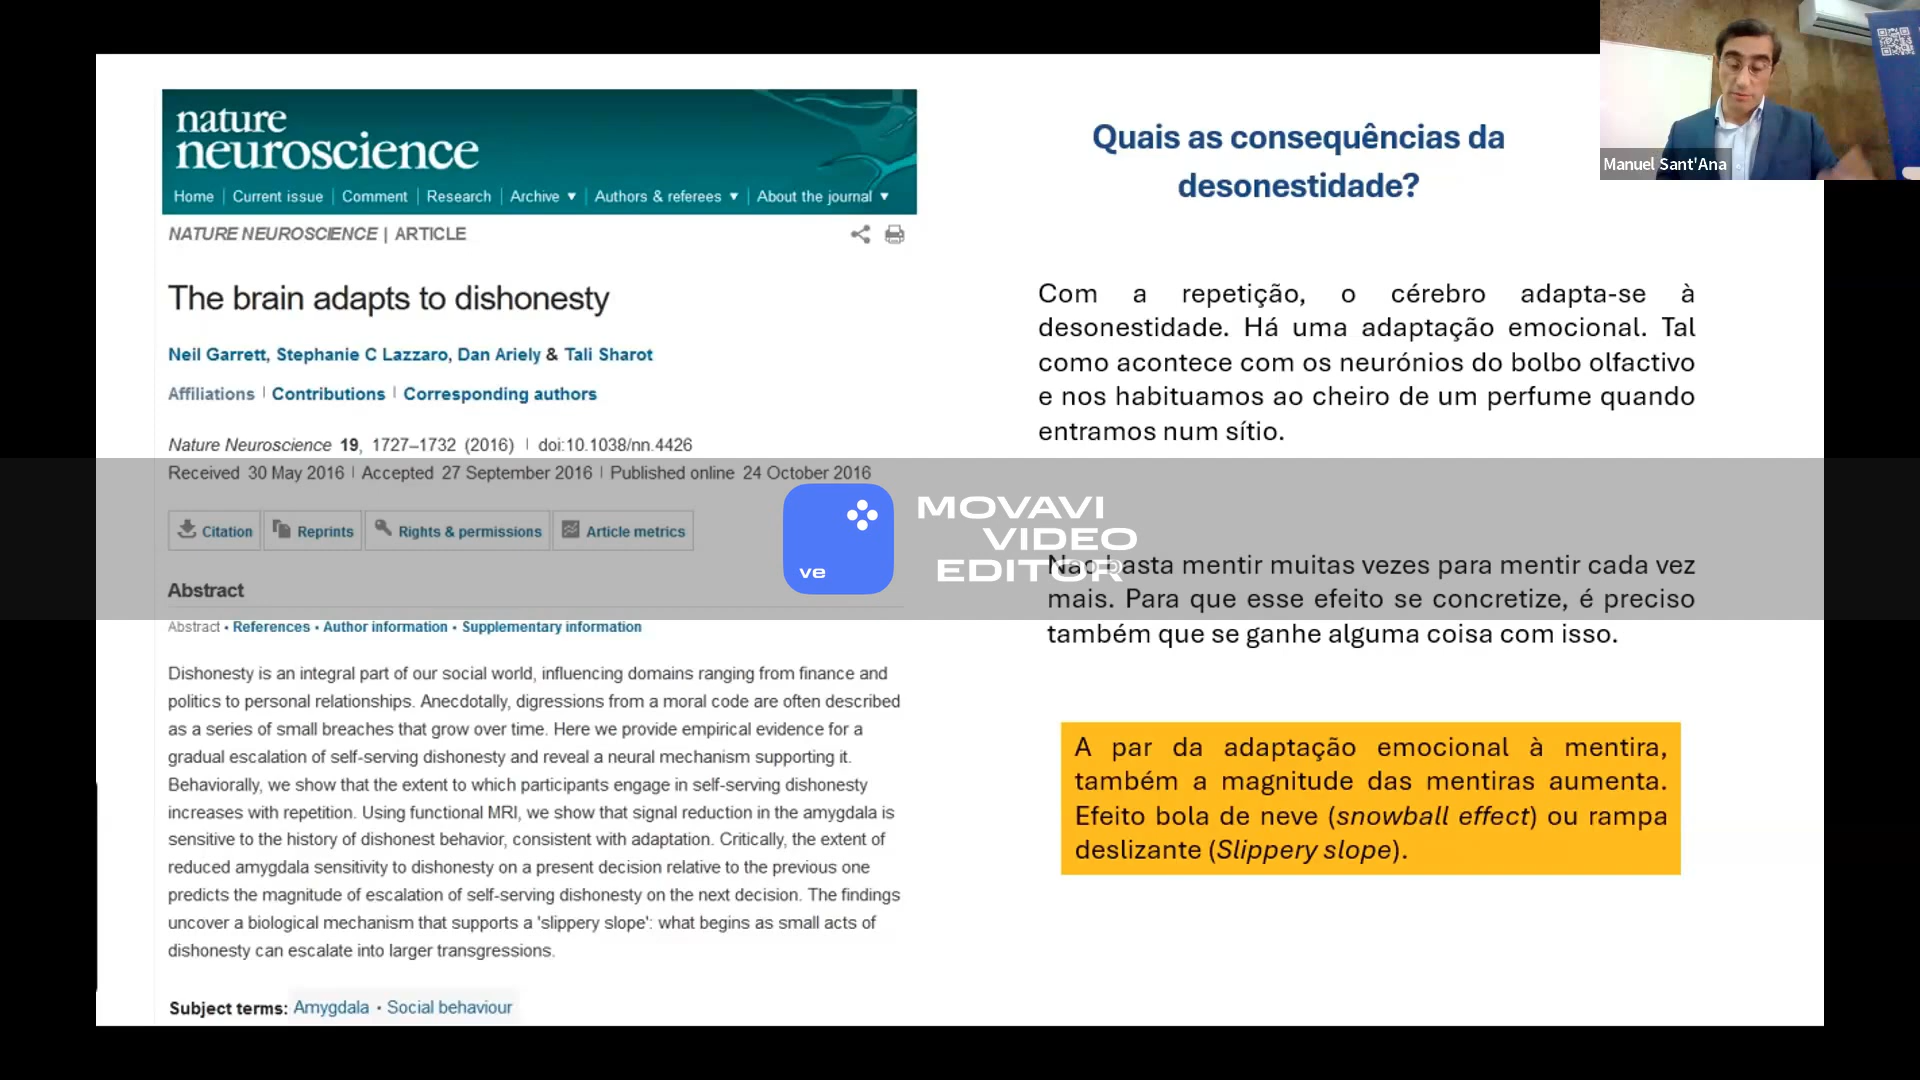 nature
neuroscience
Home | Current issue | Comment | Research | Archive ▼ | Authors & referees ▼ | About the journal ▼
NATURE NEUROSCIENCE | ARTICLE
The brain adapts to dishonesty
Neil Garrett, Stephanie C Lazzaro, Dan Ariely & Tali Sharot
Affiliations | Contributions | Corresponding authors
Nature Neuroscience 19, 1727–1732 (2016) | doi:10.1038/nn.4426
Received 30 May 2016 | Accepted 27 September 2016 | Published online 24 October 2016
Citation Reprints Rights & permissions Article metrics
Abstract
Abstract • References • Author information • Supplementary information
Dishonesty is an integral part of our social world, influencing domains ranging from finance and
politics to personal relationships. Anecdotally, digressions from a moral code are often described
as a series of small breaches that grow over time. Here we provide empirical evidence for a
gradual escalation of self-serving dishonesty and reveal a neural mechanism supporting it.
Behaviorally, we show that the extent to which participants engage in self-serving dishonesty
increases with repetition. Using functional MRI, we show that signal reduction in the amygdala is
sensitive to the history of dishonest behavior, consistent with adaptation. Critically, the extent of
reduced amygdala sensitivity to dishonesty on a present decision relative to the previous one
predicts the magnitude of escalation of self-serving dishonesty on the next decision. The findings
uncover a biological mechanism that supports a 'slippery slope': what begins as small acts of
dishonesty can escalate into larger transgressions.
Subject terms: Amygdala • Social behaviour
Quais as consequências da
desonestidade?
Com a repetição, o cérebro adapta-se à
desonestidade. Há uma adaptação emocional. Tal
como acontece com os neurónios do bolbo olfactivo
e nos habituamos ao cheiro de um perfume quando
entramos num sítio.
Não basta mentir muitas vezes para mentir cada vez
mais. Para que esse efeito se concretize, é preciso
também que se ganhe alguma coisa com isso.
A par da adaptação emocional à mentira,
também a magnitude das mentiras aumenta.
Efeito bola de neve (snowball effect) ou rampa
deslizante (Slippery slope).
Manuel Sant'Ana
ve
MOVAVI
VIDEO
EDITOR